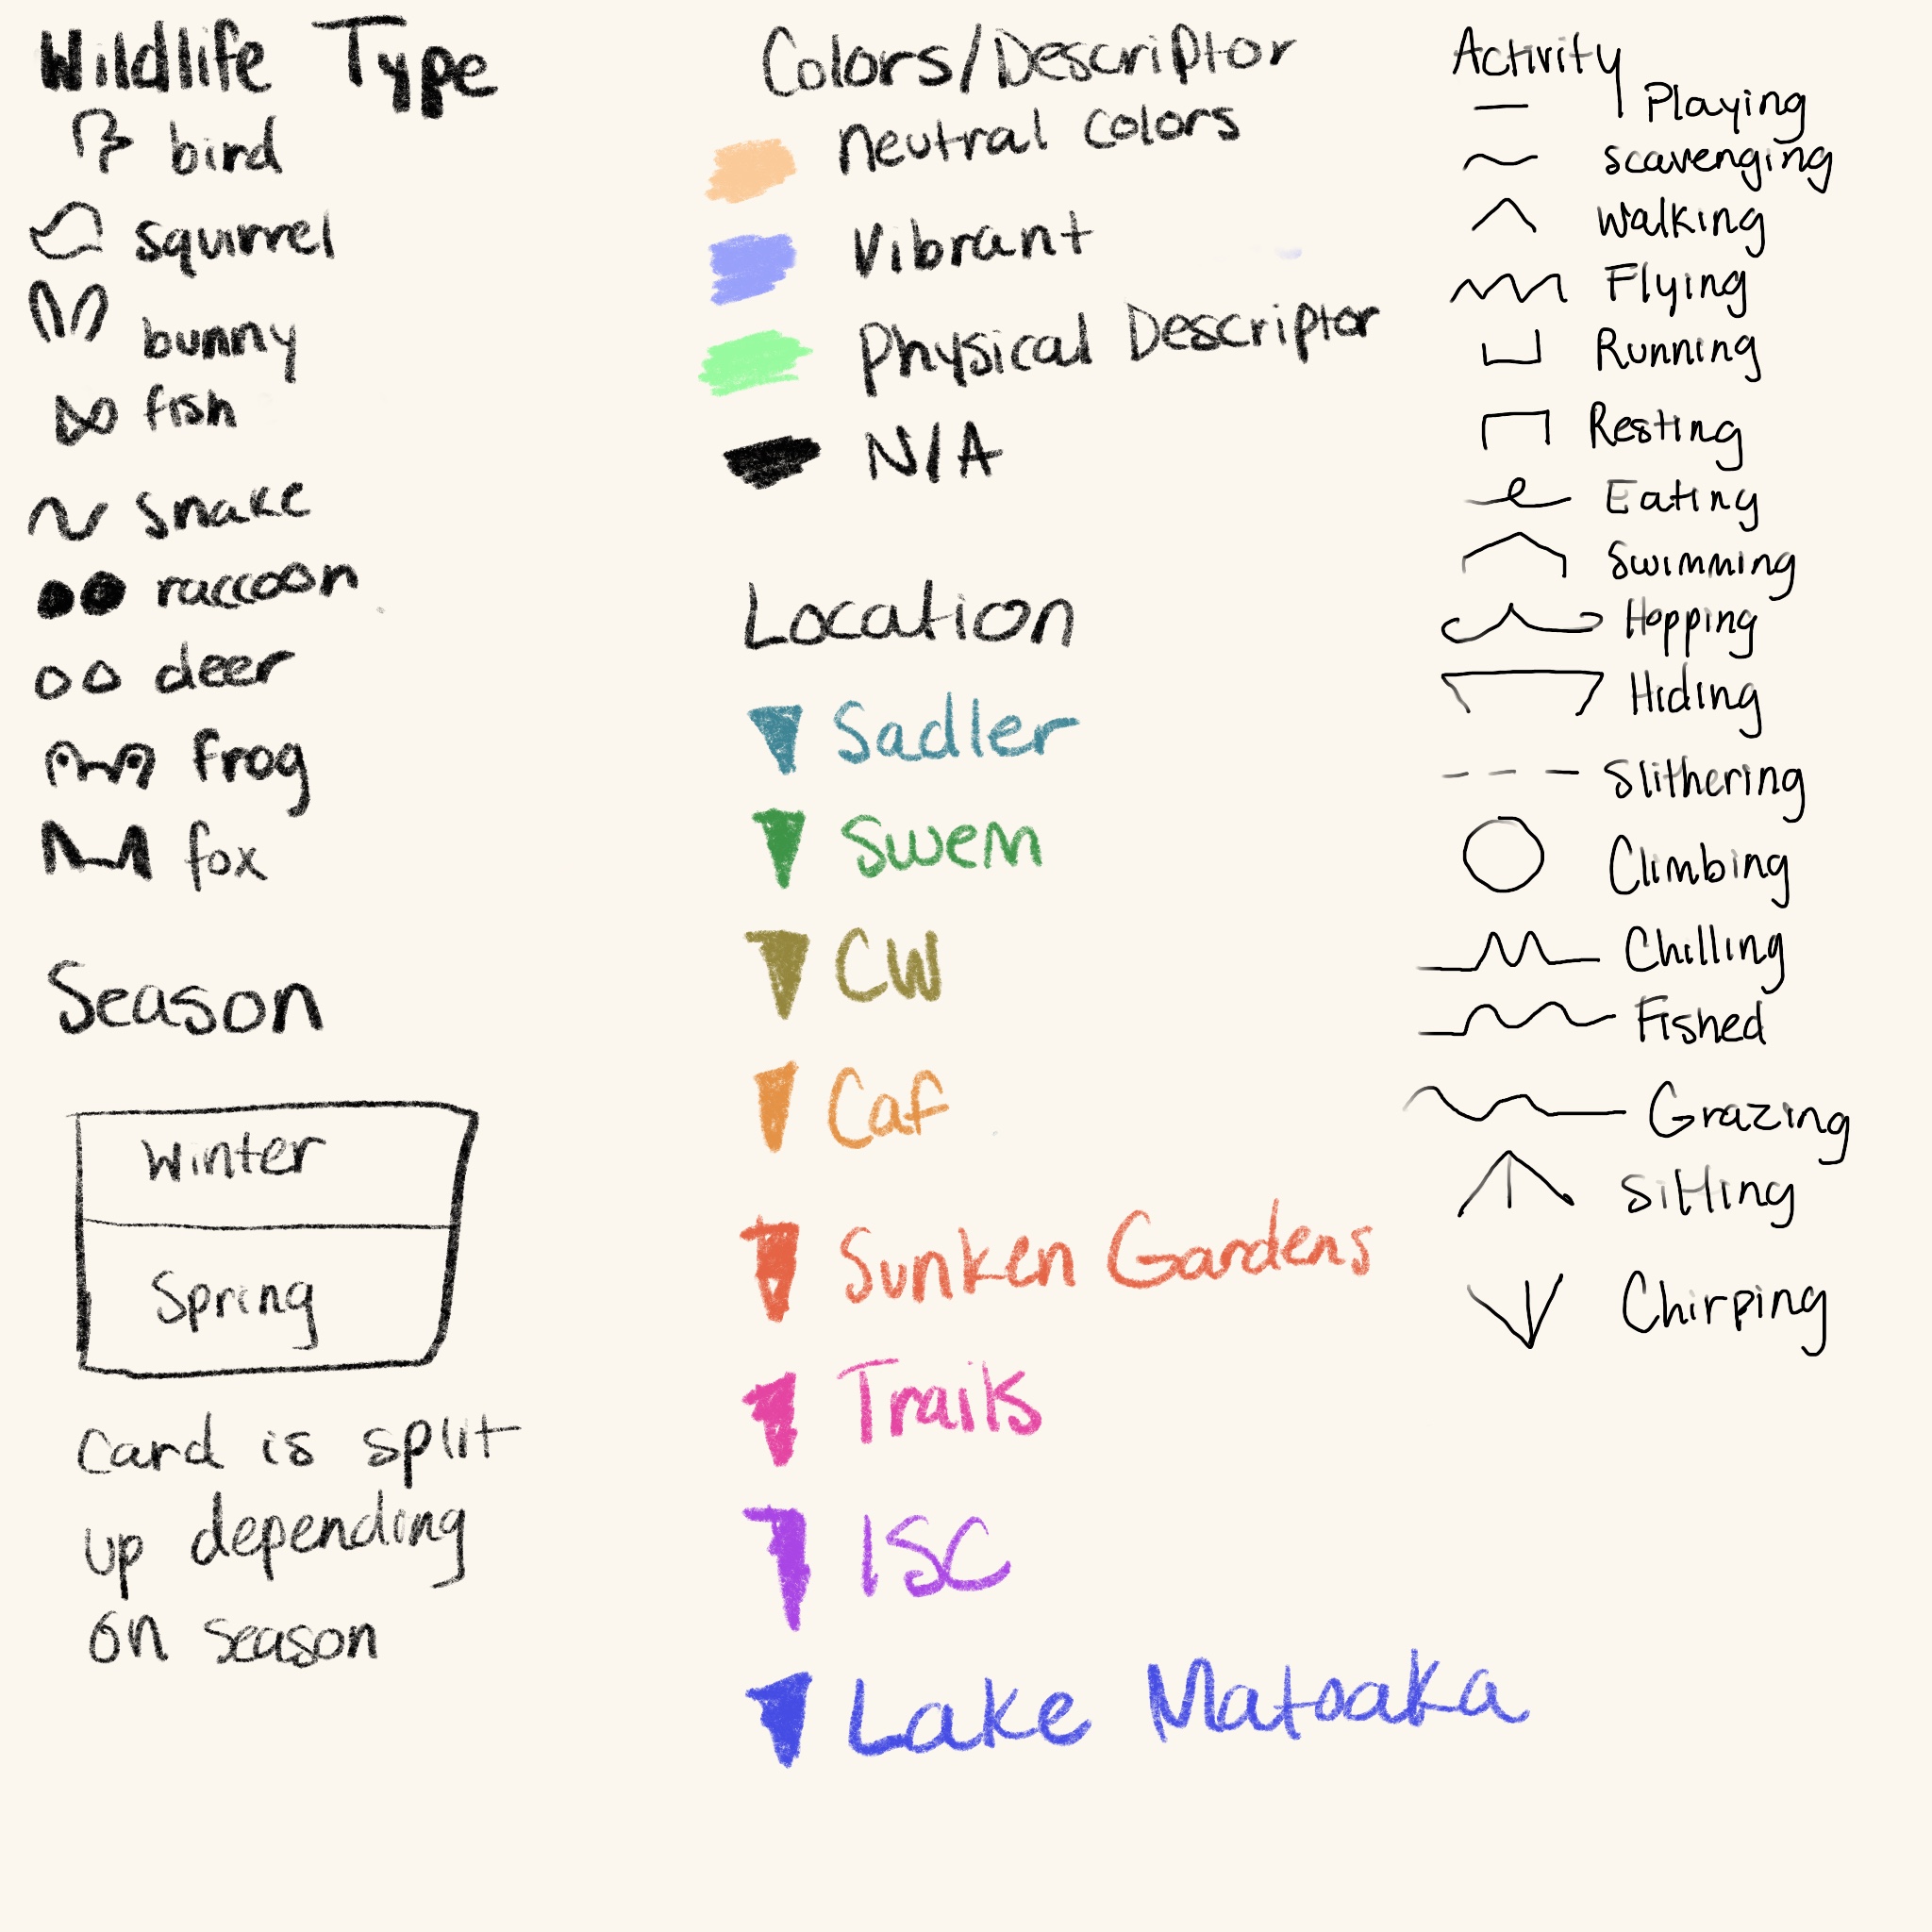 Wildlife Type
bird
squirrel
bunny
fish
snake
raccoon
deer
frog
fox
Season
Winter
Spring
Card is split
up depending
on season
Colors/Descriptor
neutral colors
Vibrant
Physical Descriptor
N/A
Location
Sadler
Swem
CW
Caf
Sunken Gardens
Trails
ISC
Lake Matoaka
Activity
Playing
scavenging
Walking
Flying
Running
Resting
Eating
Swimming
Hopping
Hiding
Slithering
Climbing
Chilling
Fished
Grazing
Sitting
Chirping